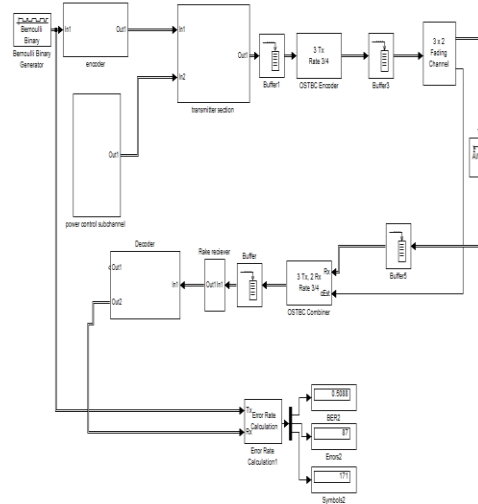 Bernoulli
Binary
Bernoulli Binary
Generator
In1
Out1
encoder
In1
In2
Out1
transmitter section
Buffer1
3 Tx
Rate 3/4
OSTBC Encoder
Buffer3
3 x 2
Fading
Channel
Out1
power control subchannel
Decoder
Out1
Out2
In1
Rake reciever
Out1 In1
Buffer
3 Tx, 2 Rx
Rate 3/4
Rx
cEst
OSTBC Combiner
Buffer5
Tx
Rx
Error Rate
Calculation
Error Rate
Calculation1
0.5088
BER2
87
Errors2
171
Symbols2